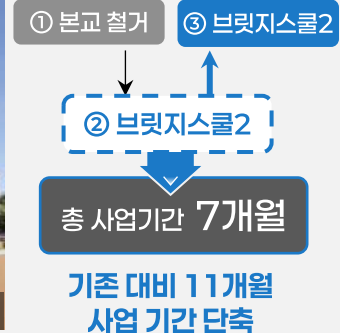 ① 본교 철거
③ 브릿지스쿨2
② 브릿지스쿨2
총 사업기간 7개월
기존 대비 11개월
사업 기간 단축